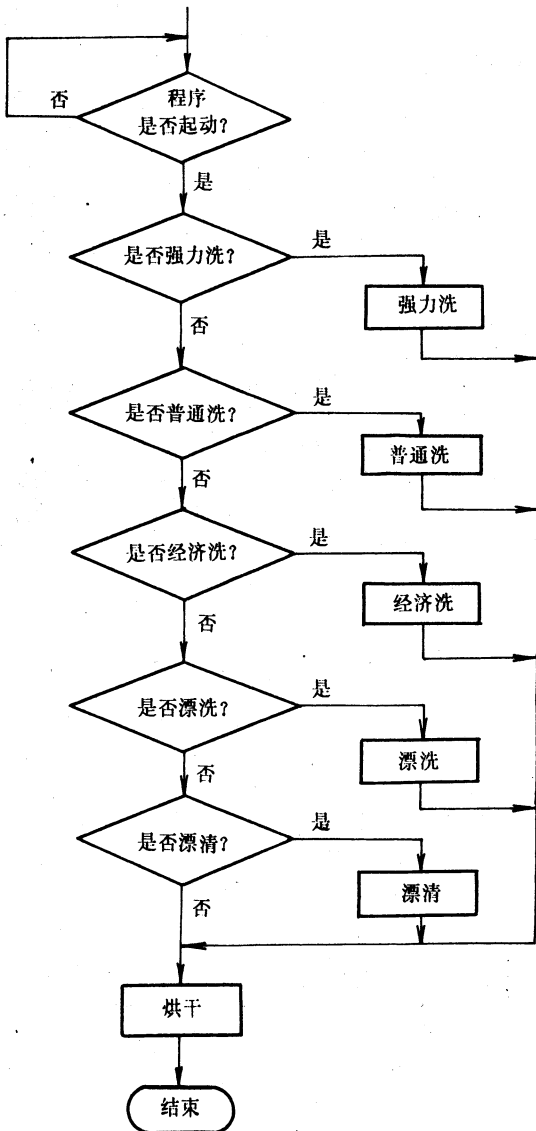 程序
否
是否起动？
是
是否强力洗？
是
强力洗
否
是否普通洗？
是
普通洗
否
是否经济洗？
是
经济洗
否
是否漂洗？
是
漂洗
否
是否漂清？
是
漂清
否
烘干
结束